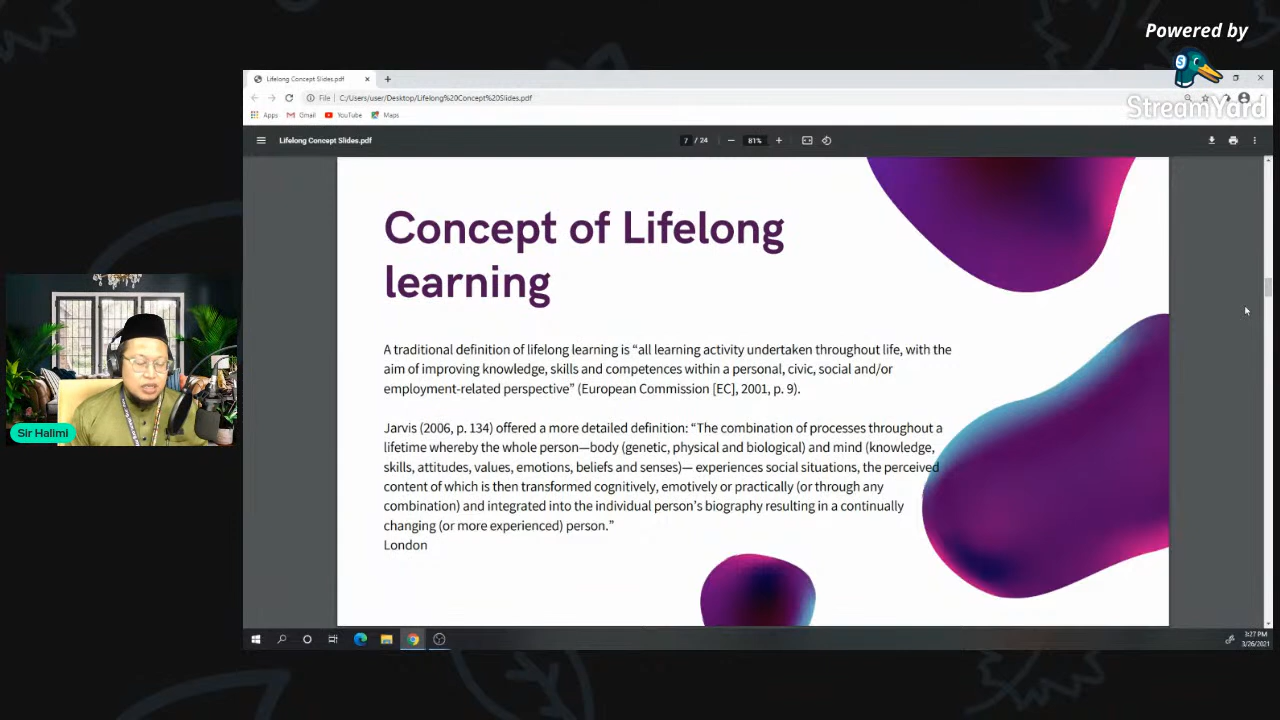 Powered by
StreamYard
Lifelong Concept Slides.pdf
File
C:/Users/user/Desktop/Lifelong%20Concept%20Slides.pdf
Apps
Gmail
YouTube
Maps
Lifelong Concept Slides.pdf
7 / 24
81%
Concept of Lifelong
learning
A traditional definition of lifelong learning is “all learning activity undertaken throughout life, with the
aim of improving knowledge, skills and competences within a personal, civic, social and/or
employment-related perspective” (European Commission [EC], 2001, p. 9).
Jarvis (2006, p. 134) offered a more detailed definition: “The combination of processes throughout a
lifetime whereby the whole person—body (genetic, physical and biological) and mind (knowledge,
skills, attitudes, values, emotions, beliefs and senses)— experiences social situations, the perceived
content of which is then transformed cognitively, emotively or practically (or through any
combination) and integrated into the individual person’s biography resulting in a continually
changing (or more experienced) person.”
London
Sir Halimi
3:27 PM
3/26/2021